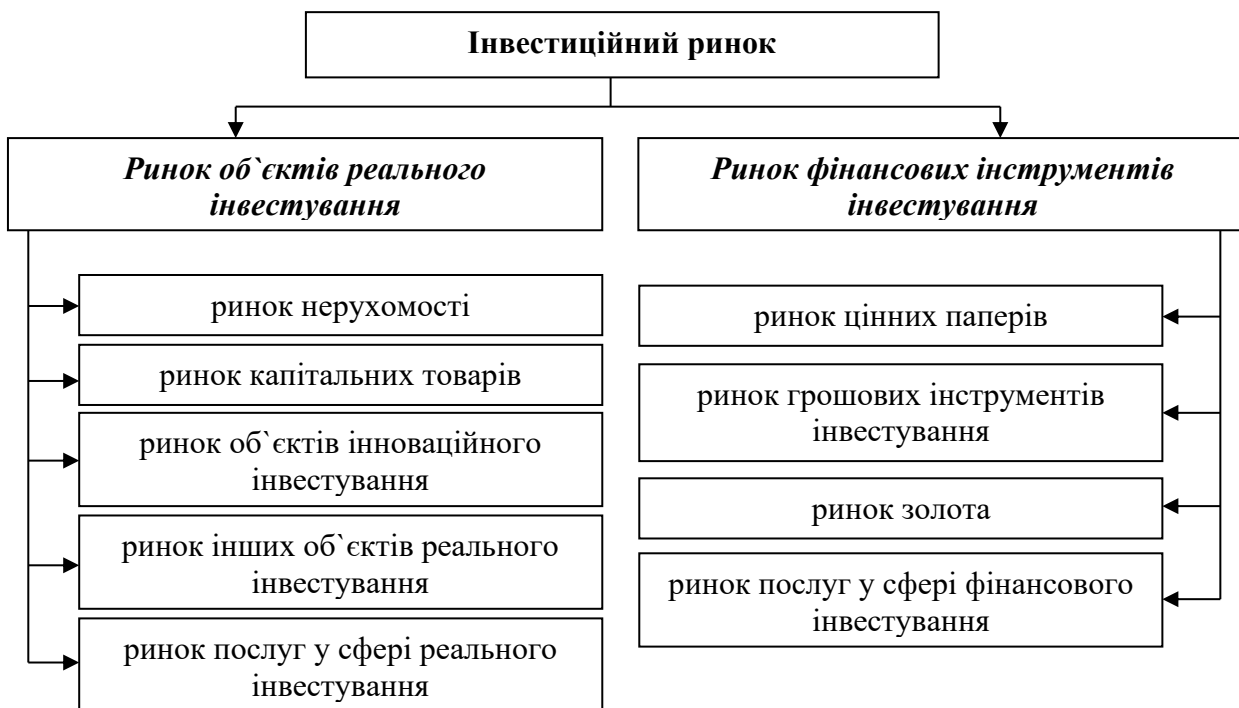 Інвестиційний ринок
Ринок об`єктів реального
інвестування
Ринок фінансових інструментів
інвестування
ринок нерухомості
ринок капітальних товарів
ринок об`єктів інноваційного
інвестування
ринок інших об`єктів реального
інвестування
ринок послуг у сфері реального
інвестування
ринок цінних паперів
ринок грошових інструментів
інвестування
ринок золота
ринок послуг у сфері фінансового
інвестування